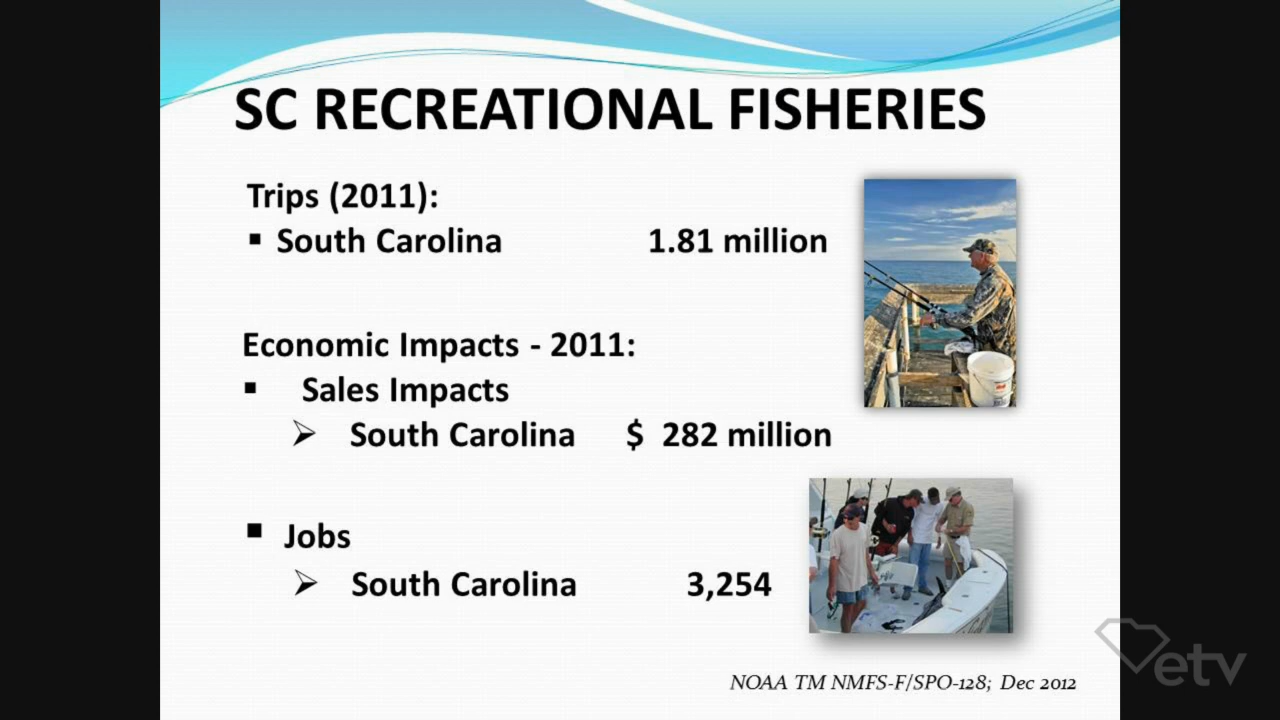 SC RECREATIONAL FISHERIES
Trips (2011):
▪ South Carolina 1.81 million
Economic Impacts - 2011:
▪ Sales Impacts
➢ South Carolina $ 282 million
▪ Jobs
➢ South Carolina 3,254
NOAA TM NMFS-F/SPO-128; Dec 2012
etv